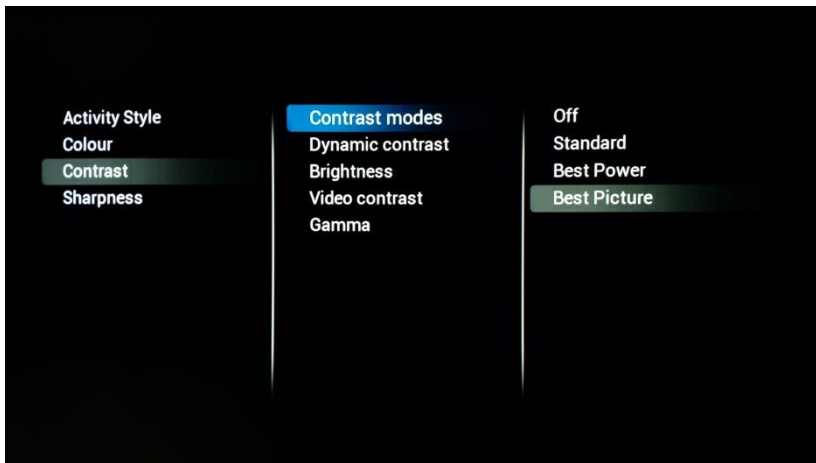 Activity Style
Colour
Contrast
Sharpness
Contrast modes
Dynamic contrast
Brightness
Video contrast
Gamma
Off
Standard
Best Power
Best Picture